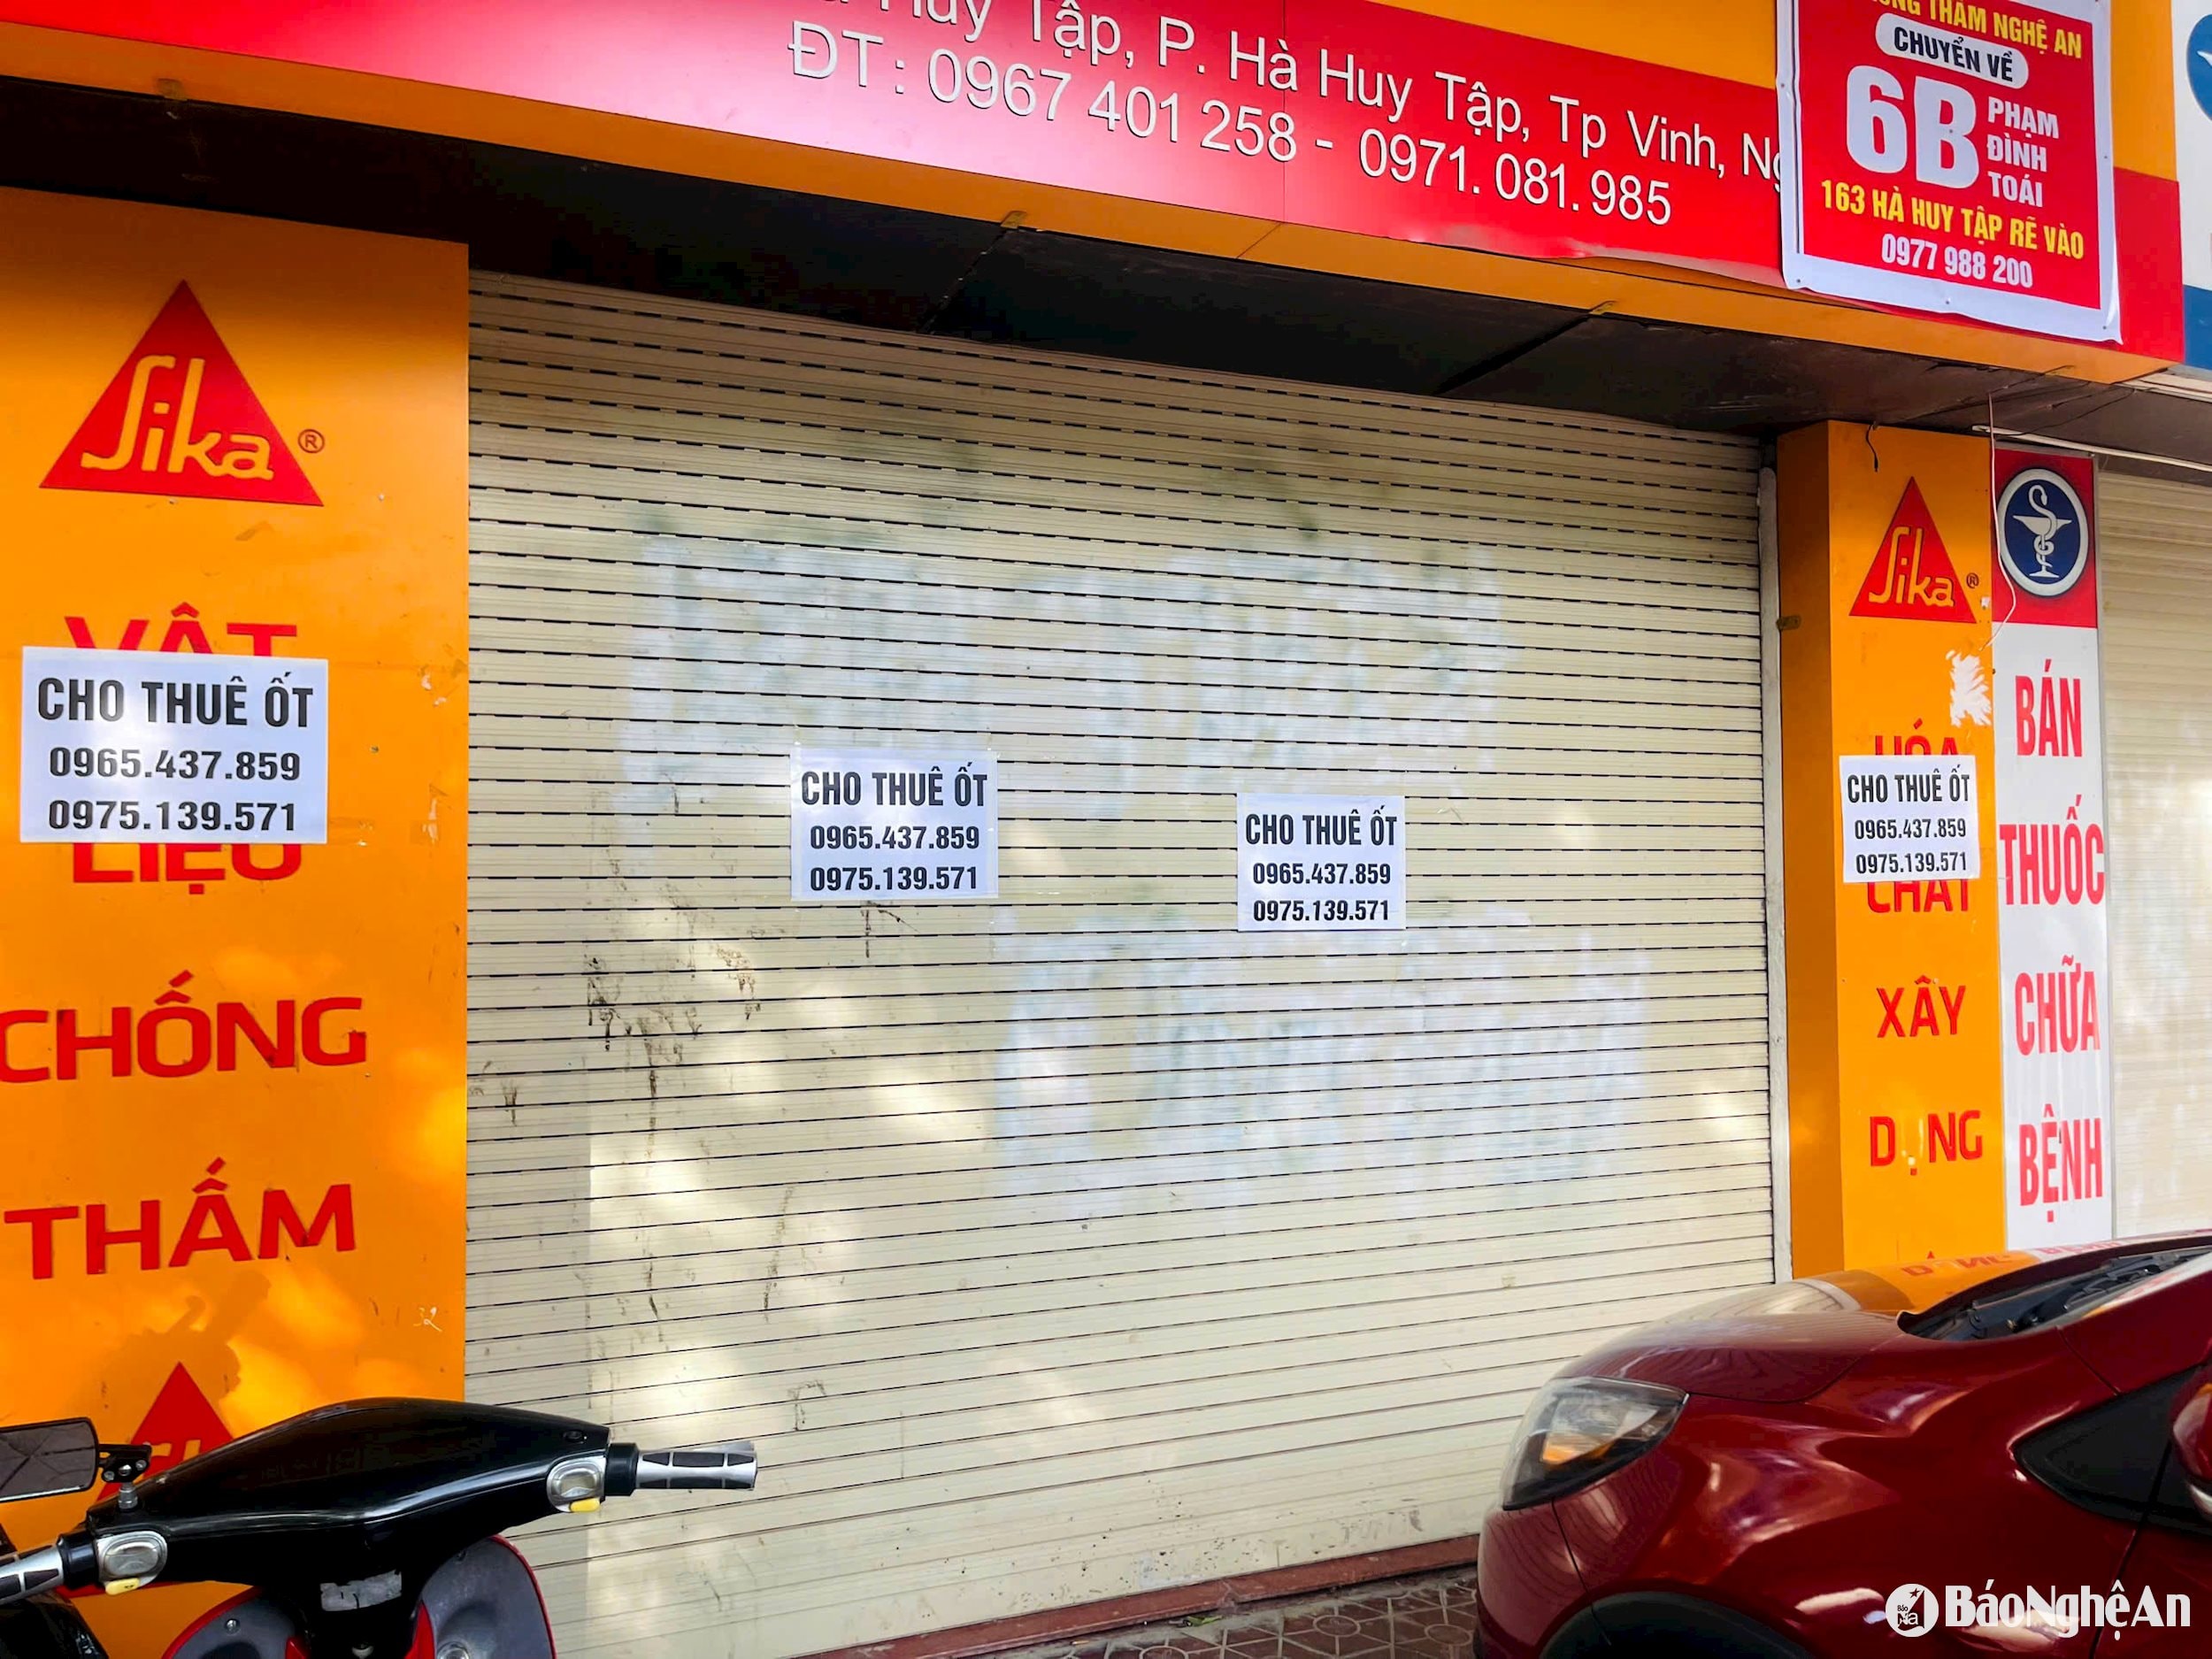 Huy Tập, P. Hà Huy Tập, Tp Vinh,
ĐT: 0967 401 258 - 0971. 081. 985
THẤM NGHỆ AN
CHUYỂN VỀ
6B PHẠM
ĐÌNH
TOÁI
163 HÀ HUY TẬP RẼ VÀO
0977 988 200
Sika®
VẬT
CHO THUÊ ỐT
0965.437.859
0975.139.571
LIỆU
CHỐNG
THẤM
CHO THUÊ ỐT
0965.437.859
0975.139.571
CHO THUÊ ỐT
0965.437.859
0975.139.571
Sika®
HÓA
CHO THUÊ ỐT
0965.437.859
0975.139.571
CHẤT
XÂY
DỰNG
BÁN
THUỐC
CHỮA
BỆNH
BáoNghệAn